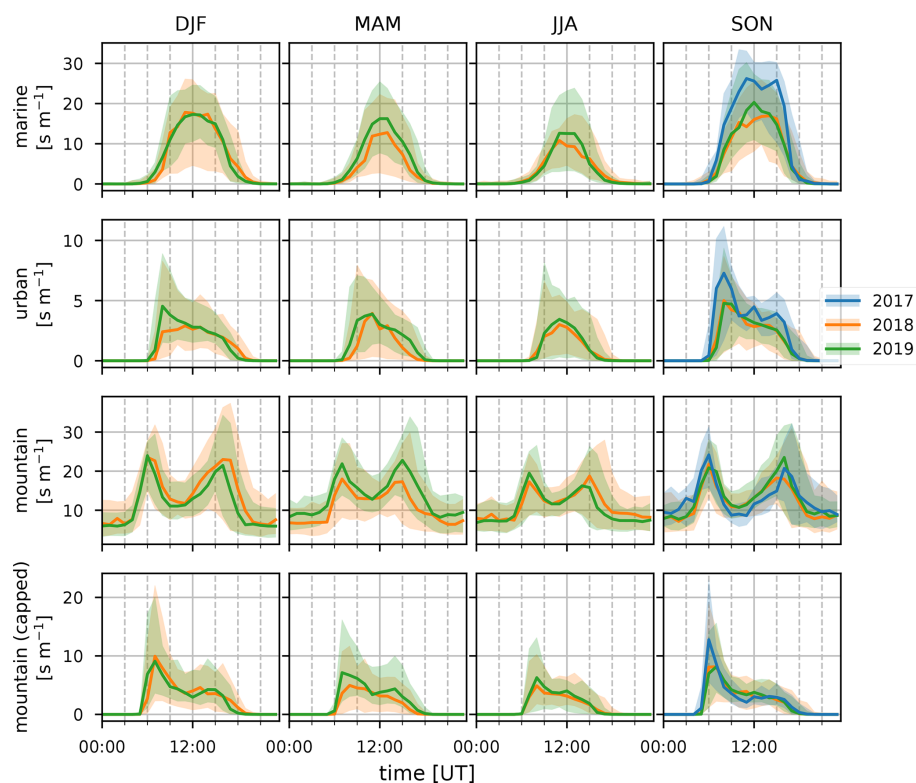 DJF MAM JJA SON
marine
[s m⁻¹]
30
20
10
0
urban
[s m⁻¹]
10
5
0
2017
2018
2019
mountain
[s m⁻¹]
30
20
10
mountain (capped)
[s m⁻¹]
20
10
0
00:00 12:00 00:00 12:00 00:00 12:00 00:00 12:00
time [UT]